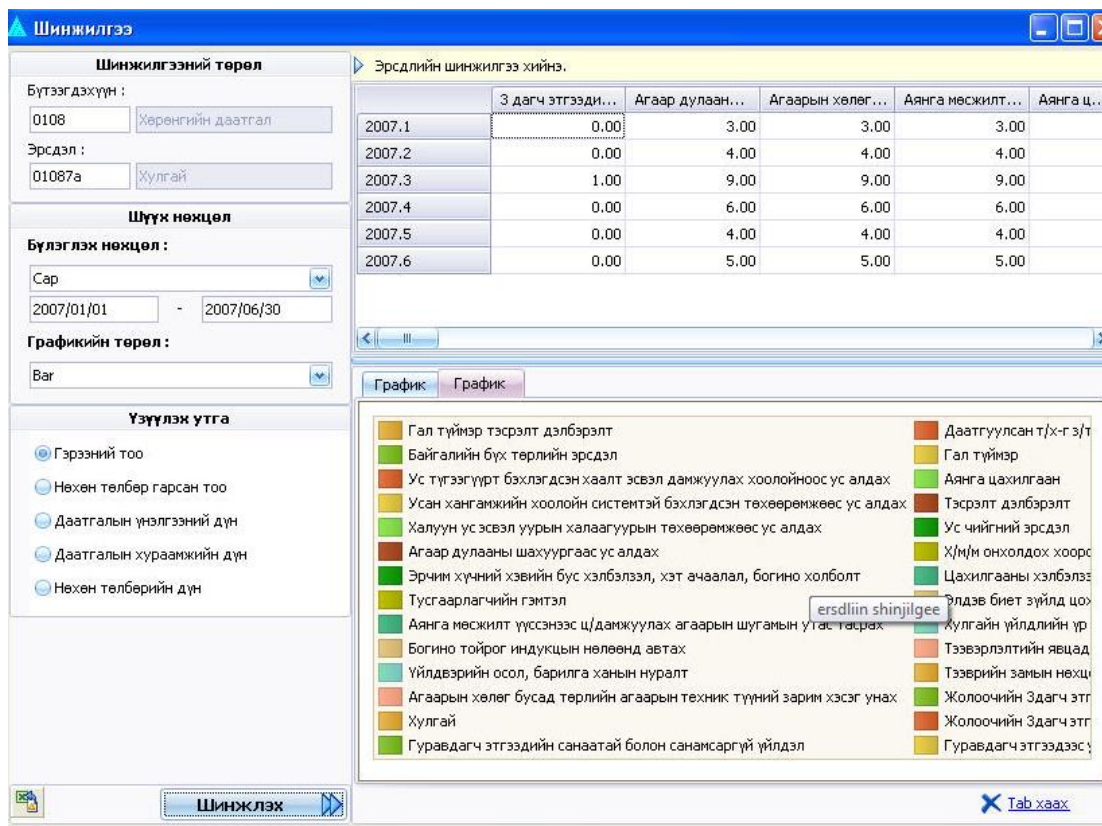 Шинжилгээ
Шинжилгээний төрөл
Бүтээгдэхүүн :
0108 Хөрөнгийн даатгал
Эрсдэл :
01087a Хулгай
Шүүх нөхцөл
Бүлэглэх нөхцөл :
Сар
2007/01/01 - 2007/06/30
Графикийн төрөл :
Bar
Үзүүлэх утга
Гэрээний тоо
Нөхөн төлбөр гарсан тоо
Даатгалын үнэлгээний дүн
Даатгалын хураамжийн дүн
Нөхөн төлбөрийн дүн
Шинжлэх
Эрсдлийн шинжилгээ хийнэ.
3 дагч этгээди... Агаар дулаан... Агаарын хөлөг... Аянга мөсжилт... Аянга ц...
2007.1 0.00 3.00 3.00 3.00
2007.2 0.00 4.00 4.00 4.00
2007.3 1.00 9.00 9.00 9.00
2007.4 0.00 6.00 6.00 6.00
2007.5 0.00 4.00 4.00 4.00
2007.6 0.00 5.00 5.00 5.00
График График
Гал түймэр тэсрэлт дэлбэрэлт
Байгалийн бүх төрлийн эрсдэл
Ус түгээгүүрт бэхлэгдсэн хаалт эсвэл дамжуулах хоолойноос ус алдах
Усан хангамжийн хоолойн системтэй бэхлэгдсэн төхөөрөмжөөс ус алдах
Халуун ус эсвэл уурын халаагуурын төхөөрөмжөөс ус алдах
Агаар дулааны шахуургаас ус алдах
Эрчим хүчний хэвийн бус хэлбэлзэл, хэт ачаалал, богино холболт
Тусгаарлагчийн гэмтэл
Аянга мөсжилт үүссэнээс ц/дамжуулах агаарын шугамын утас тасрах
Богино тойрог индукцын нөлөөнд автах
Үйлдвэрийн осол, барилга ханын нуралт
Агаарын хөлөг бусад төрлийн агаарын техник түүний зарим хэсэг унах
Хулгай
Гуравдагч этгээдийн санаатай болон санамсаргүй үйлдэл
Даатгуулсан т/х-г з/т
Гал түймэр
Аянга цахилгаан
Тэсрэлт дэлбэрэлт
Ус чийгний эрсдэл
Х/м/м онхолдох хоорс
Цахилгааны хэлбэлзэ
Элдэв биет зүйлд цох
Хулгайн үйлдлийн үр
Тээвэрлэлтийн явцад
Тээврийн замын нөхц
Жолоочийн 3дагч этг
Жолоочийн 3дагч этг
Гуравдагч этгээдээс
ersdliin shinjilgee
Tab хаах